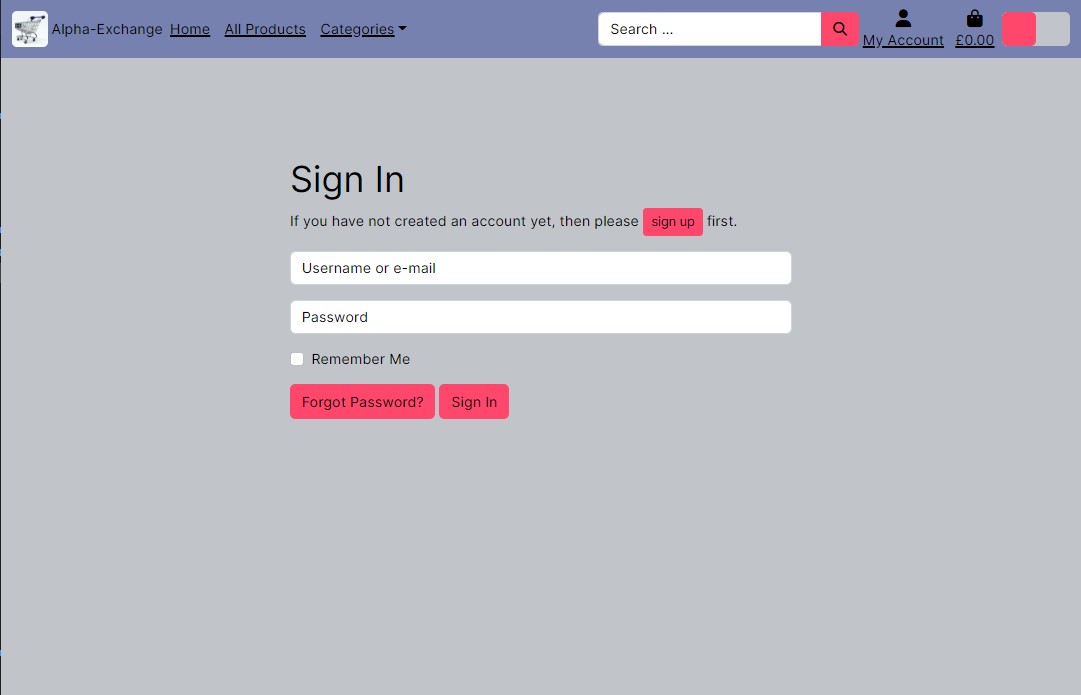 Alpha-Exchange Home All Products Categories Search ... My Account £0.00
Sign In
If you have not created an account yet, then please sign up first.
Username or e-mail
Password
Remember Me
Forgot Password? Sign In